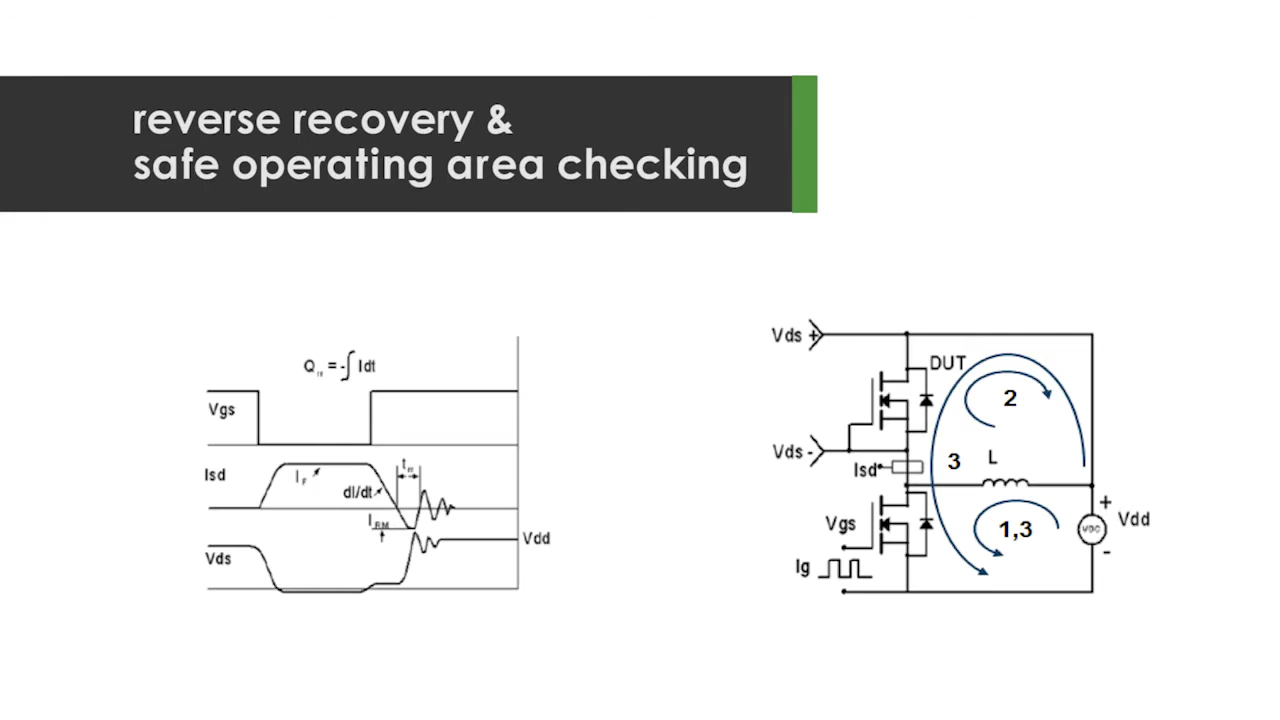 reverse recovery &
safe operating area checking
Qrr = -∫ Idt
Vgs
Isd
IF
trr
dI/dt
IRM
Vds
Vdd
Vds +
DUT
2
Vds -
Isd
3
L
Vgs
1,3
+
VDC
Vdd
-
Ig